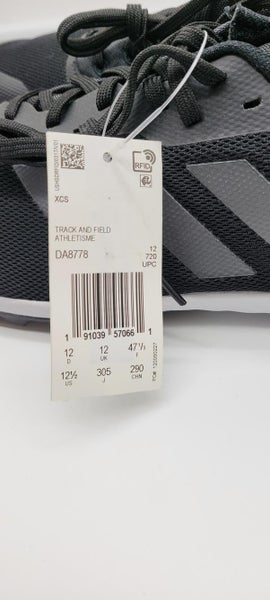 RFID
XCS
TRACK AND FIELD
ATHLETISME
DA8778
12
720
UPC
1 91039 57066 1
12 12 47⅓
D UK F
12½ 305 290
US J CHN